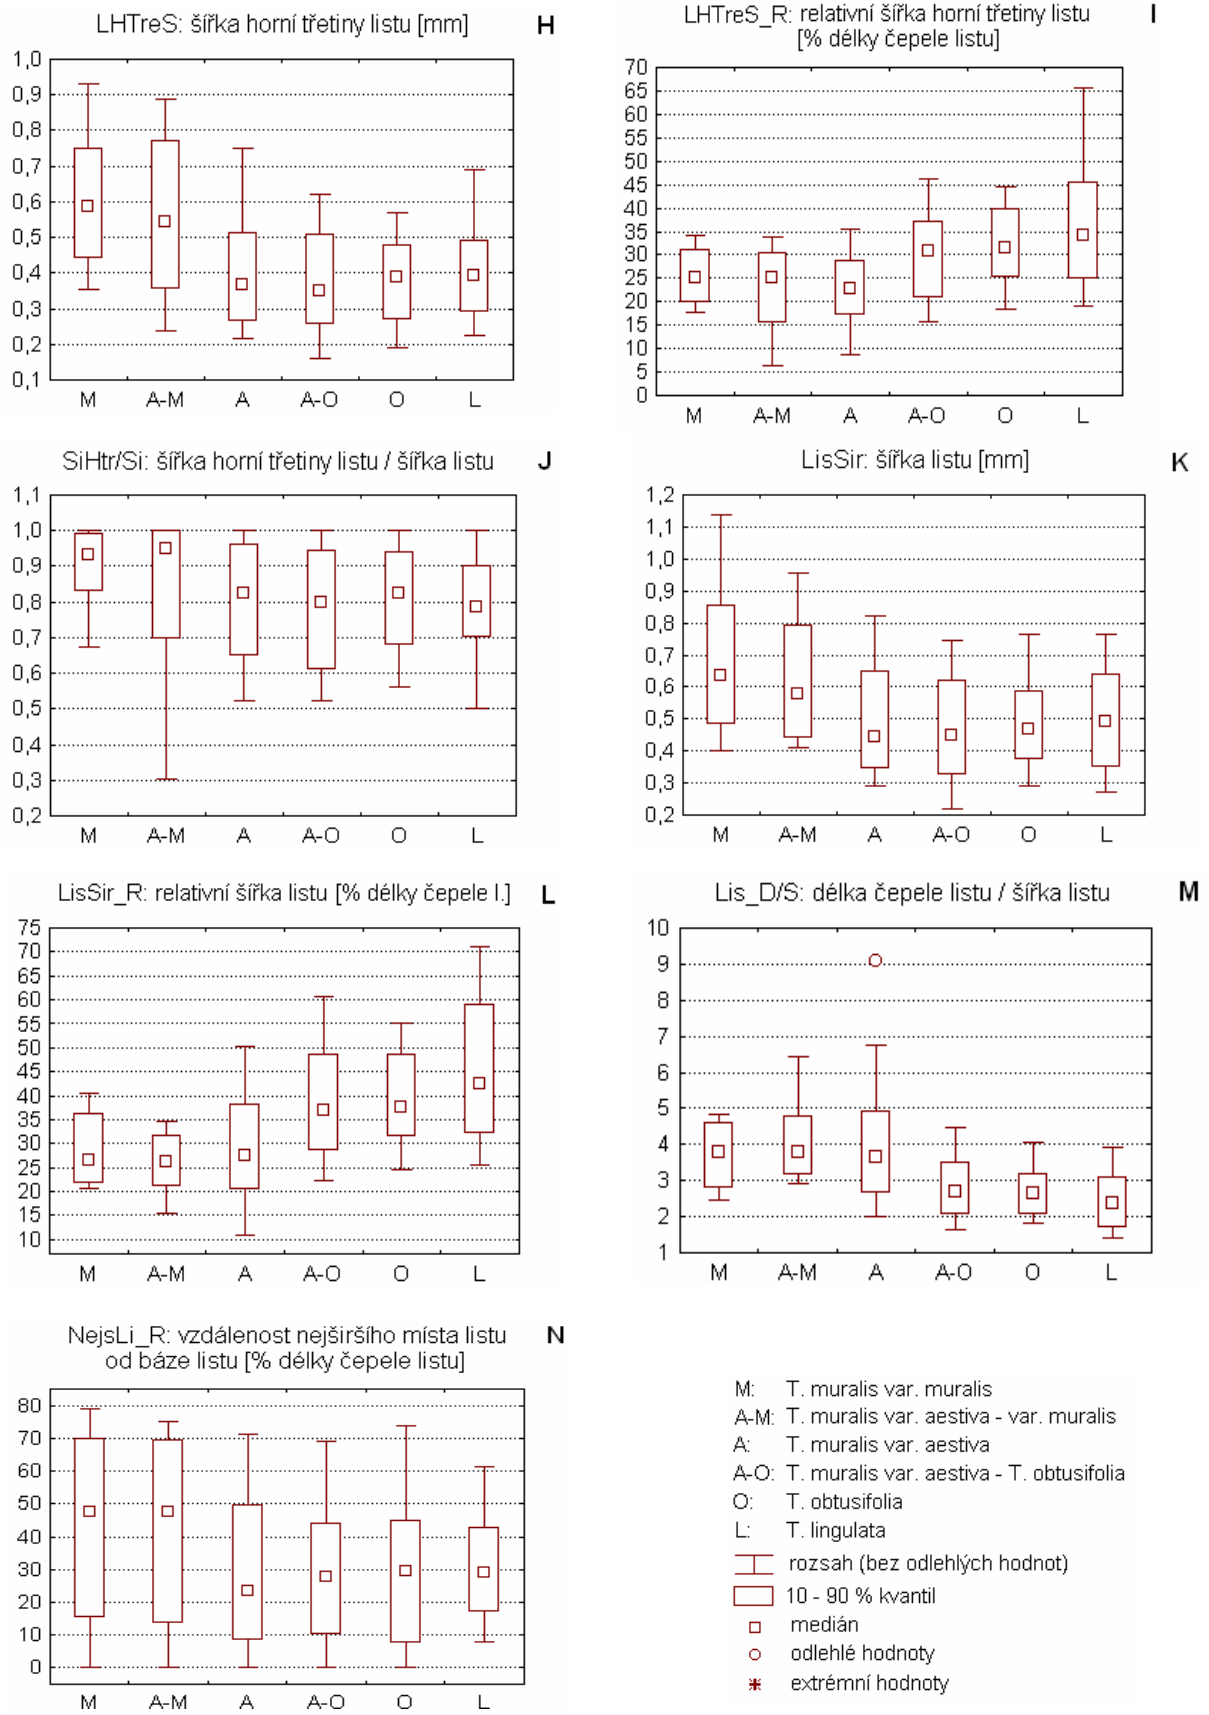 LHTreS: šířka horní třetiny listu [mm]
H
1,0
0,9
0,8
0,7
0,6
0,5
0,4
0,3
0,2
0,1
M A-M A A-O O L
LHTreS_R: relativní šířka horní třetiny listu
[% délky čepele listu]
I
70
65
60
55
50
45
40
35
30
25
20
15
10
5
0
M A-M A A-O O L
SiHtr/Si: šířka horní třetiny listu / šířka listu
J
1,1
1,0
0,9
0,8
0,7
0,6
0,5
0,4
0,3
0,2
M A-M A A-O O L
LisSir: šířka listu [mm]
K
1,2
1,1
1,0
0,9
0,8
0,7
0,6
0,5
0,4
0,3
0,2
M A-M A A-O O L
LisSir_R: relativní šířka listu [% délky čepele l.]
L
75
70
65
60
55
50
45
40
35
30
25
20
15
10
M A-M A A-O O L
Lis_D/S: délka čepele listu / šířka listu
M
10
9
8
7
6
5
4
3
2
1
M A-M A A-O O L
NejsLi_R: vzdálenost nejširšího místa listu
od báze listu [% délky čepele listu]
N
80
70
60
50
40
30
20
10
0
M A-M A A-O O L
M: T. muralis var. muralis
A-M: T. muralis var. aestiva - var. muralis
A: T. muralis var. aestiva
A-O: T. muralis var. aestiva - T. obtusifolia
O: T. obtusifolia
L: T. lingulata
rozsah (bez odlehlých hodnot)
10 - 90 % kvantil
medián
odlehlé hodnoty
extrémní hodnoty